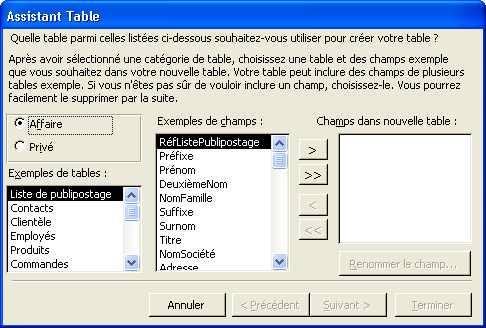 Assistant Table
Quelle table parmi celles listées ci-dessous souhaitez-vous utiliser pour créer votre table ?
Après avoir sélectionné une catégorie de table, choisissez une table et des champs exemple
que vous souhaitez dans votre nouvelle table. Votre table peut inclure des champs de plusieurs
tables exemple. Si vous n'êtes pas sûr de vouloir inclure un champ, choisissez-le. Vous pourrez
facilement le supprimer par la suite.
Affaire
Privé
Exemples de tables :
Liste de publipostage
Contacts
Clientèle
Employés
Produits
Commandes
Exemples de champs :
RéfListePublipostage
Préfixe
Prénom
DeuxièmeNom
NomFamille
Suffixe
Surnom
Titre
NomSociété
Adresse
>
>>
<
<<
Champs dans nouvelle table :
Renommer le champ...
Annuler
< Précédent
Suivant >
Terminer